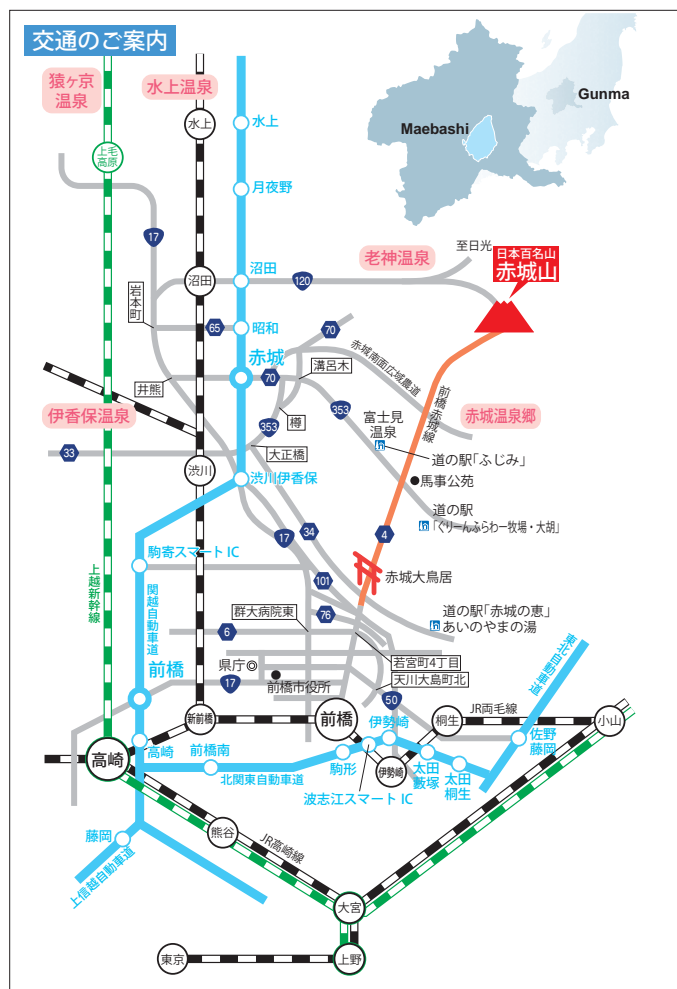 交通のご案内
猿ヶ京
温泉
水上温泉
水上
水上
Gunma
Maebashi
上毛
高原
月夜野
17
至日光
老神温泉
日本百名山
赤城山
沼田
沼田
120
岩本町
65
昭和
70
赤城
溝呂木
赤城南面広域農道
井熊
70
前橋赤城線
353
樽
353
富士見
温泉
赤城温泉郷
伊香保温泉
大正橋
33
道の駅「ふじみ」
渋川
渋川伊香保
馬事公苑
道の駅
「ぐりーんふらわー牧場・大胡」
17
34
4
上越新幹線
駒寄スマートIC
関越自動車道
101
赤城大鳥居
群大病院東
76
道の駅「赤城の恵」
あいのやまの湯
6
若宮町4丁目
東北自動車道
県庁
前橋
17
前橋市役所
天川大島町北
50
新前橋
前橋
伊勢崎
桐生
JR両毛線
小山
高崎
高崎
前橋南
駒形
伊勢崎
太田
藪塚
佐野
藤岡
北関東自動車道
太田
桐生
波志江スマートIC
藤岡
熊谷
JR高崎線
上信越自動車道
大宮
東京
上野